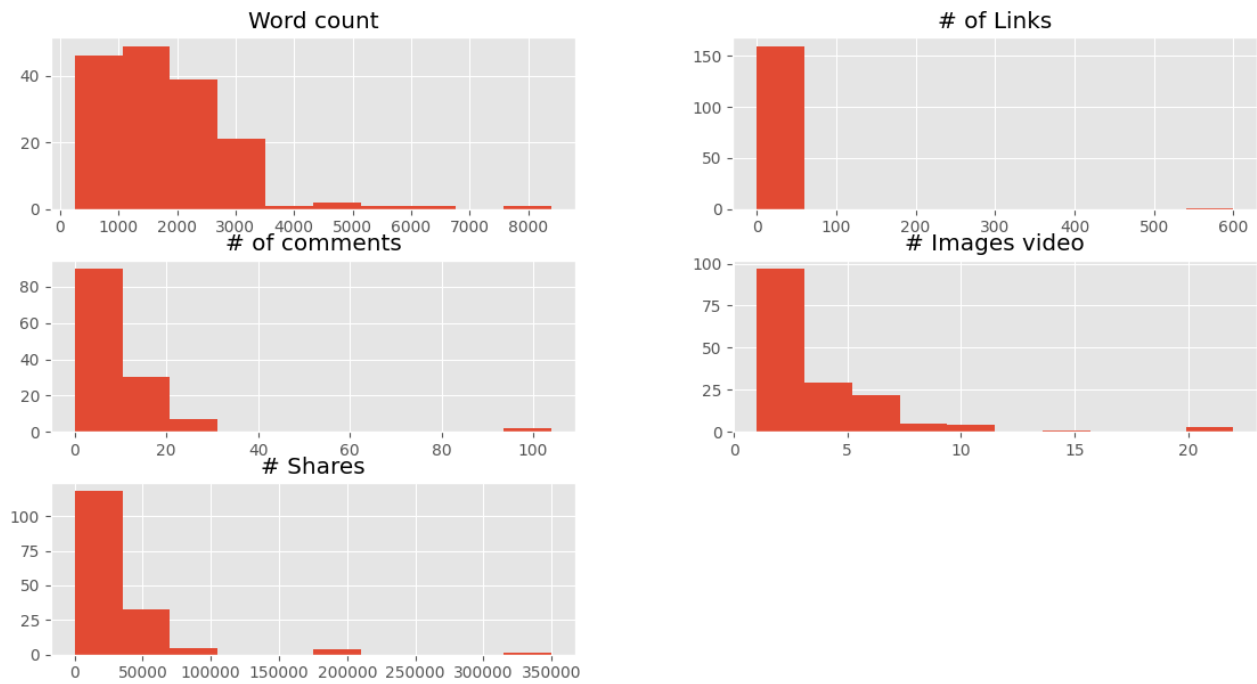 Word count
40
20
0
0 1000 2000 3000 4000 5000 6000 7000 8000
# of Links
150
100
50
0
0 100 200 300 400 500 600
# of comments
80
60
40
20
0
0 20 40 60 80 100
# Images video
100
75
50
25
0
0 5 10 15 20
# Shares
100
75
50
25
0
0 50000 100000 150000 200000 250000 300000 350000